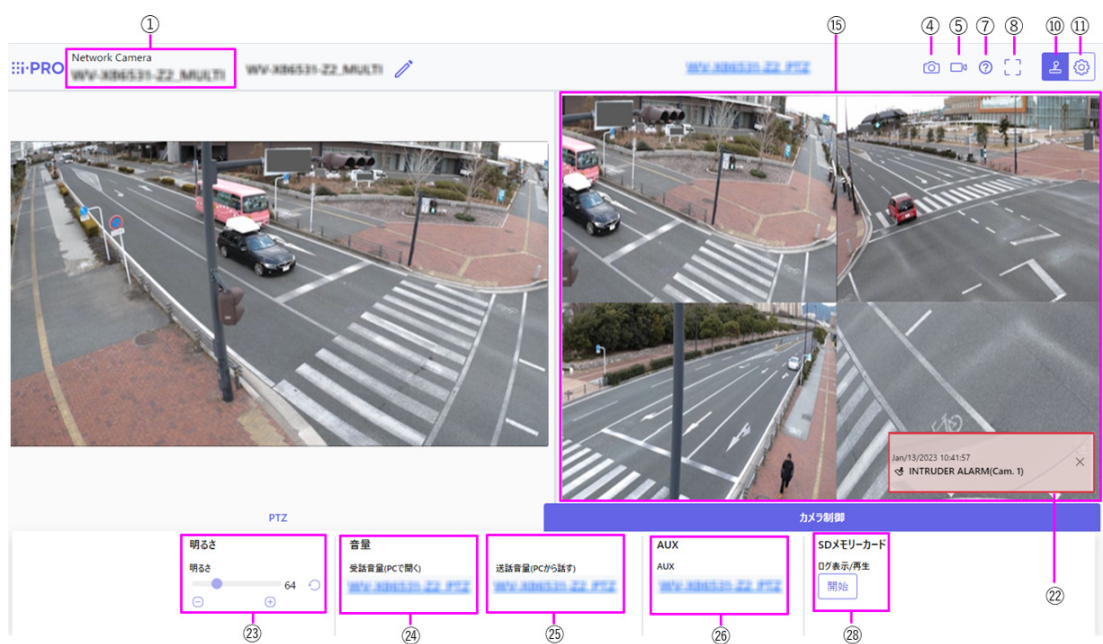 ① ⑮ ④ ⑤ ⑦ ⑧ ⑩ ⑪
i-PRO
Network Camera
WV-X86531-Z2_MULTI
WV-X86531-Z2_MULTI
WV-X86531-Z2_PTZ
Jan/13/2023 10:41:57
INTRUDER ALARM(Cam. 1)
PTZ
カメラ制御
明るさ
明るさ
64
音量
受話音量(PCで聞く)
WV-X86531-Z2_PTZ
送話音量(PCから話す)
WV-X86531-Z2_PTZ
AUX
AUX
WV-X86531-Z2_PTZ
SDメモリーカード
ログ表示/再生
開始
㉒
㉓ ㉔ ㉕ ㉖ ㉘